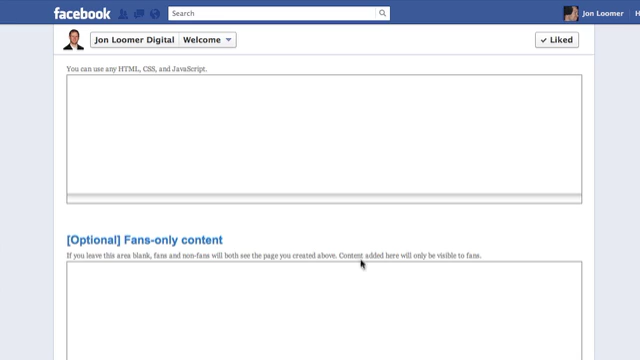 facebook
Search
Jon Loomer
H
Jon Loomer Digital Welcome
✓ Liked
You can use any HTML, CSS, and JavaScript.
[Optional] Fans-only content
If you leave this area blank, fans and non-fans will both see the page you created above. Content added here will only be visible to fans.